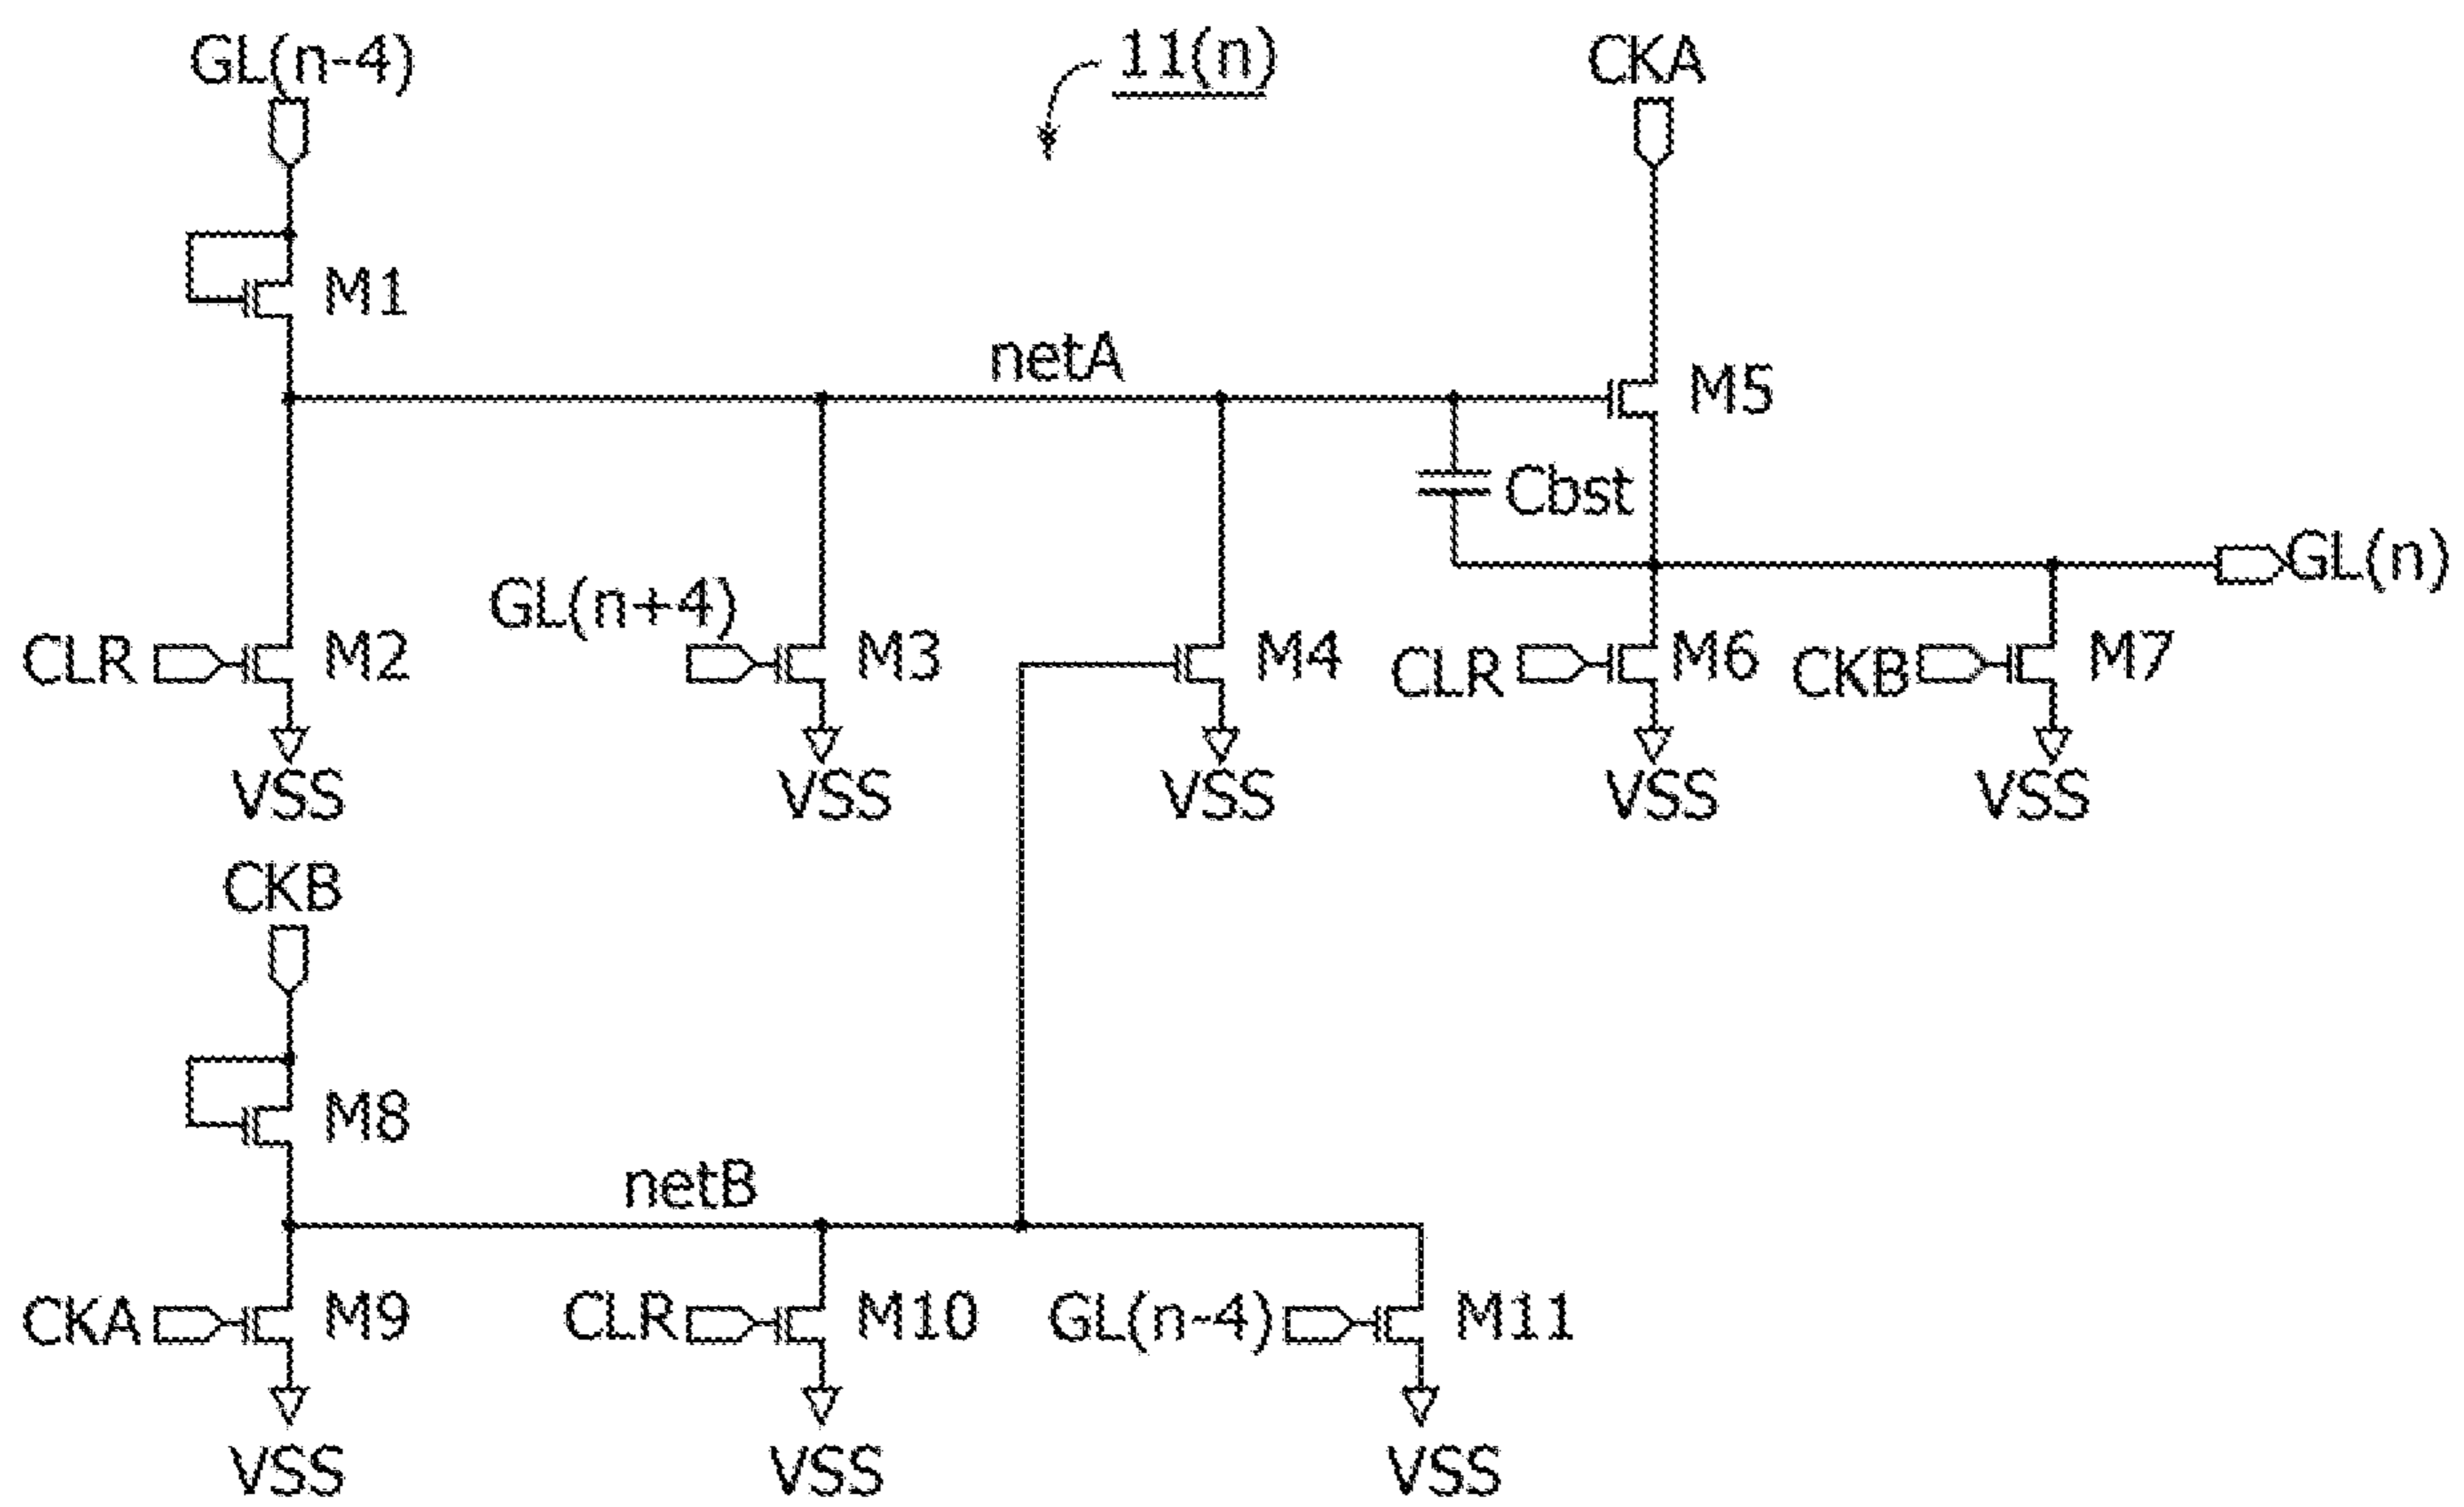 GL(n-4)
11(n)
CKA
M1
netA
M5
Cbst
GL(n)
GL(n+4)
CLR
M2
M3
M4
CLR
M6
CKB
M7
VSS
VSS
VSS
VSS
VSS
CKB
M8
netB
CKA
M9
CLR
M10
GL(n-4)
M11
VSS
VSS
VSS